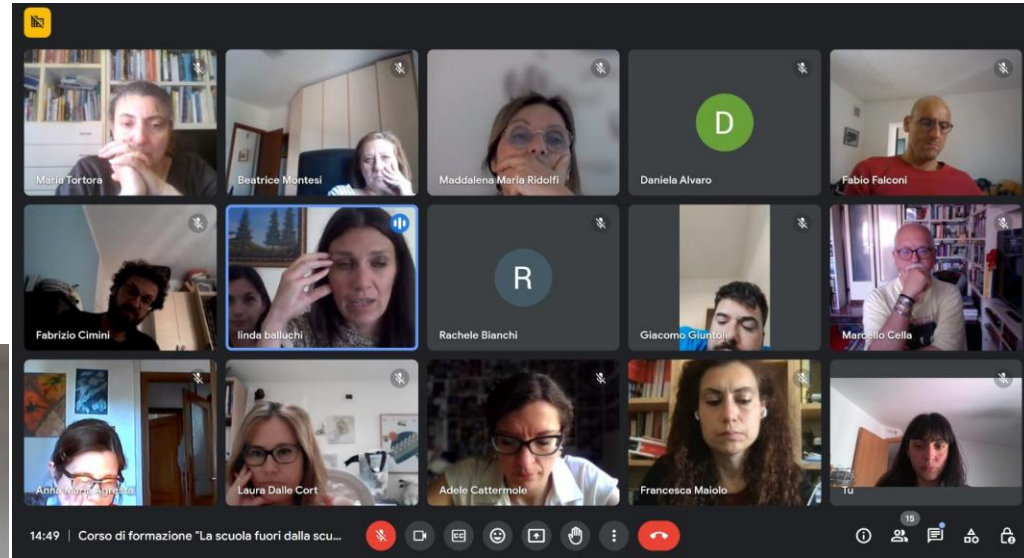 Maria Tortora
Beatrice Montesi
Maddalena Maria Ridolfi
D
Daniela Alvaro
Fabio Falconi
Fabrizio Cimini
linda balluchi
R
Rachele Bianchi
Giacomo Giuntoli
Marcello Cella
Anna Maria Agresta
Laura Dalle Cort
Adele Cattermole
Francesca Maiolo
Tu
14:49 | Corso di formazione "La scuola fuori dalla scu...
CC
15